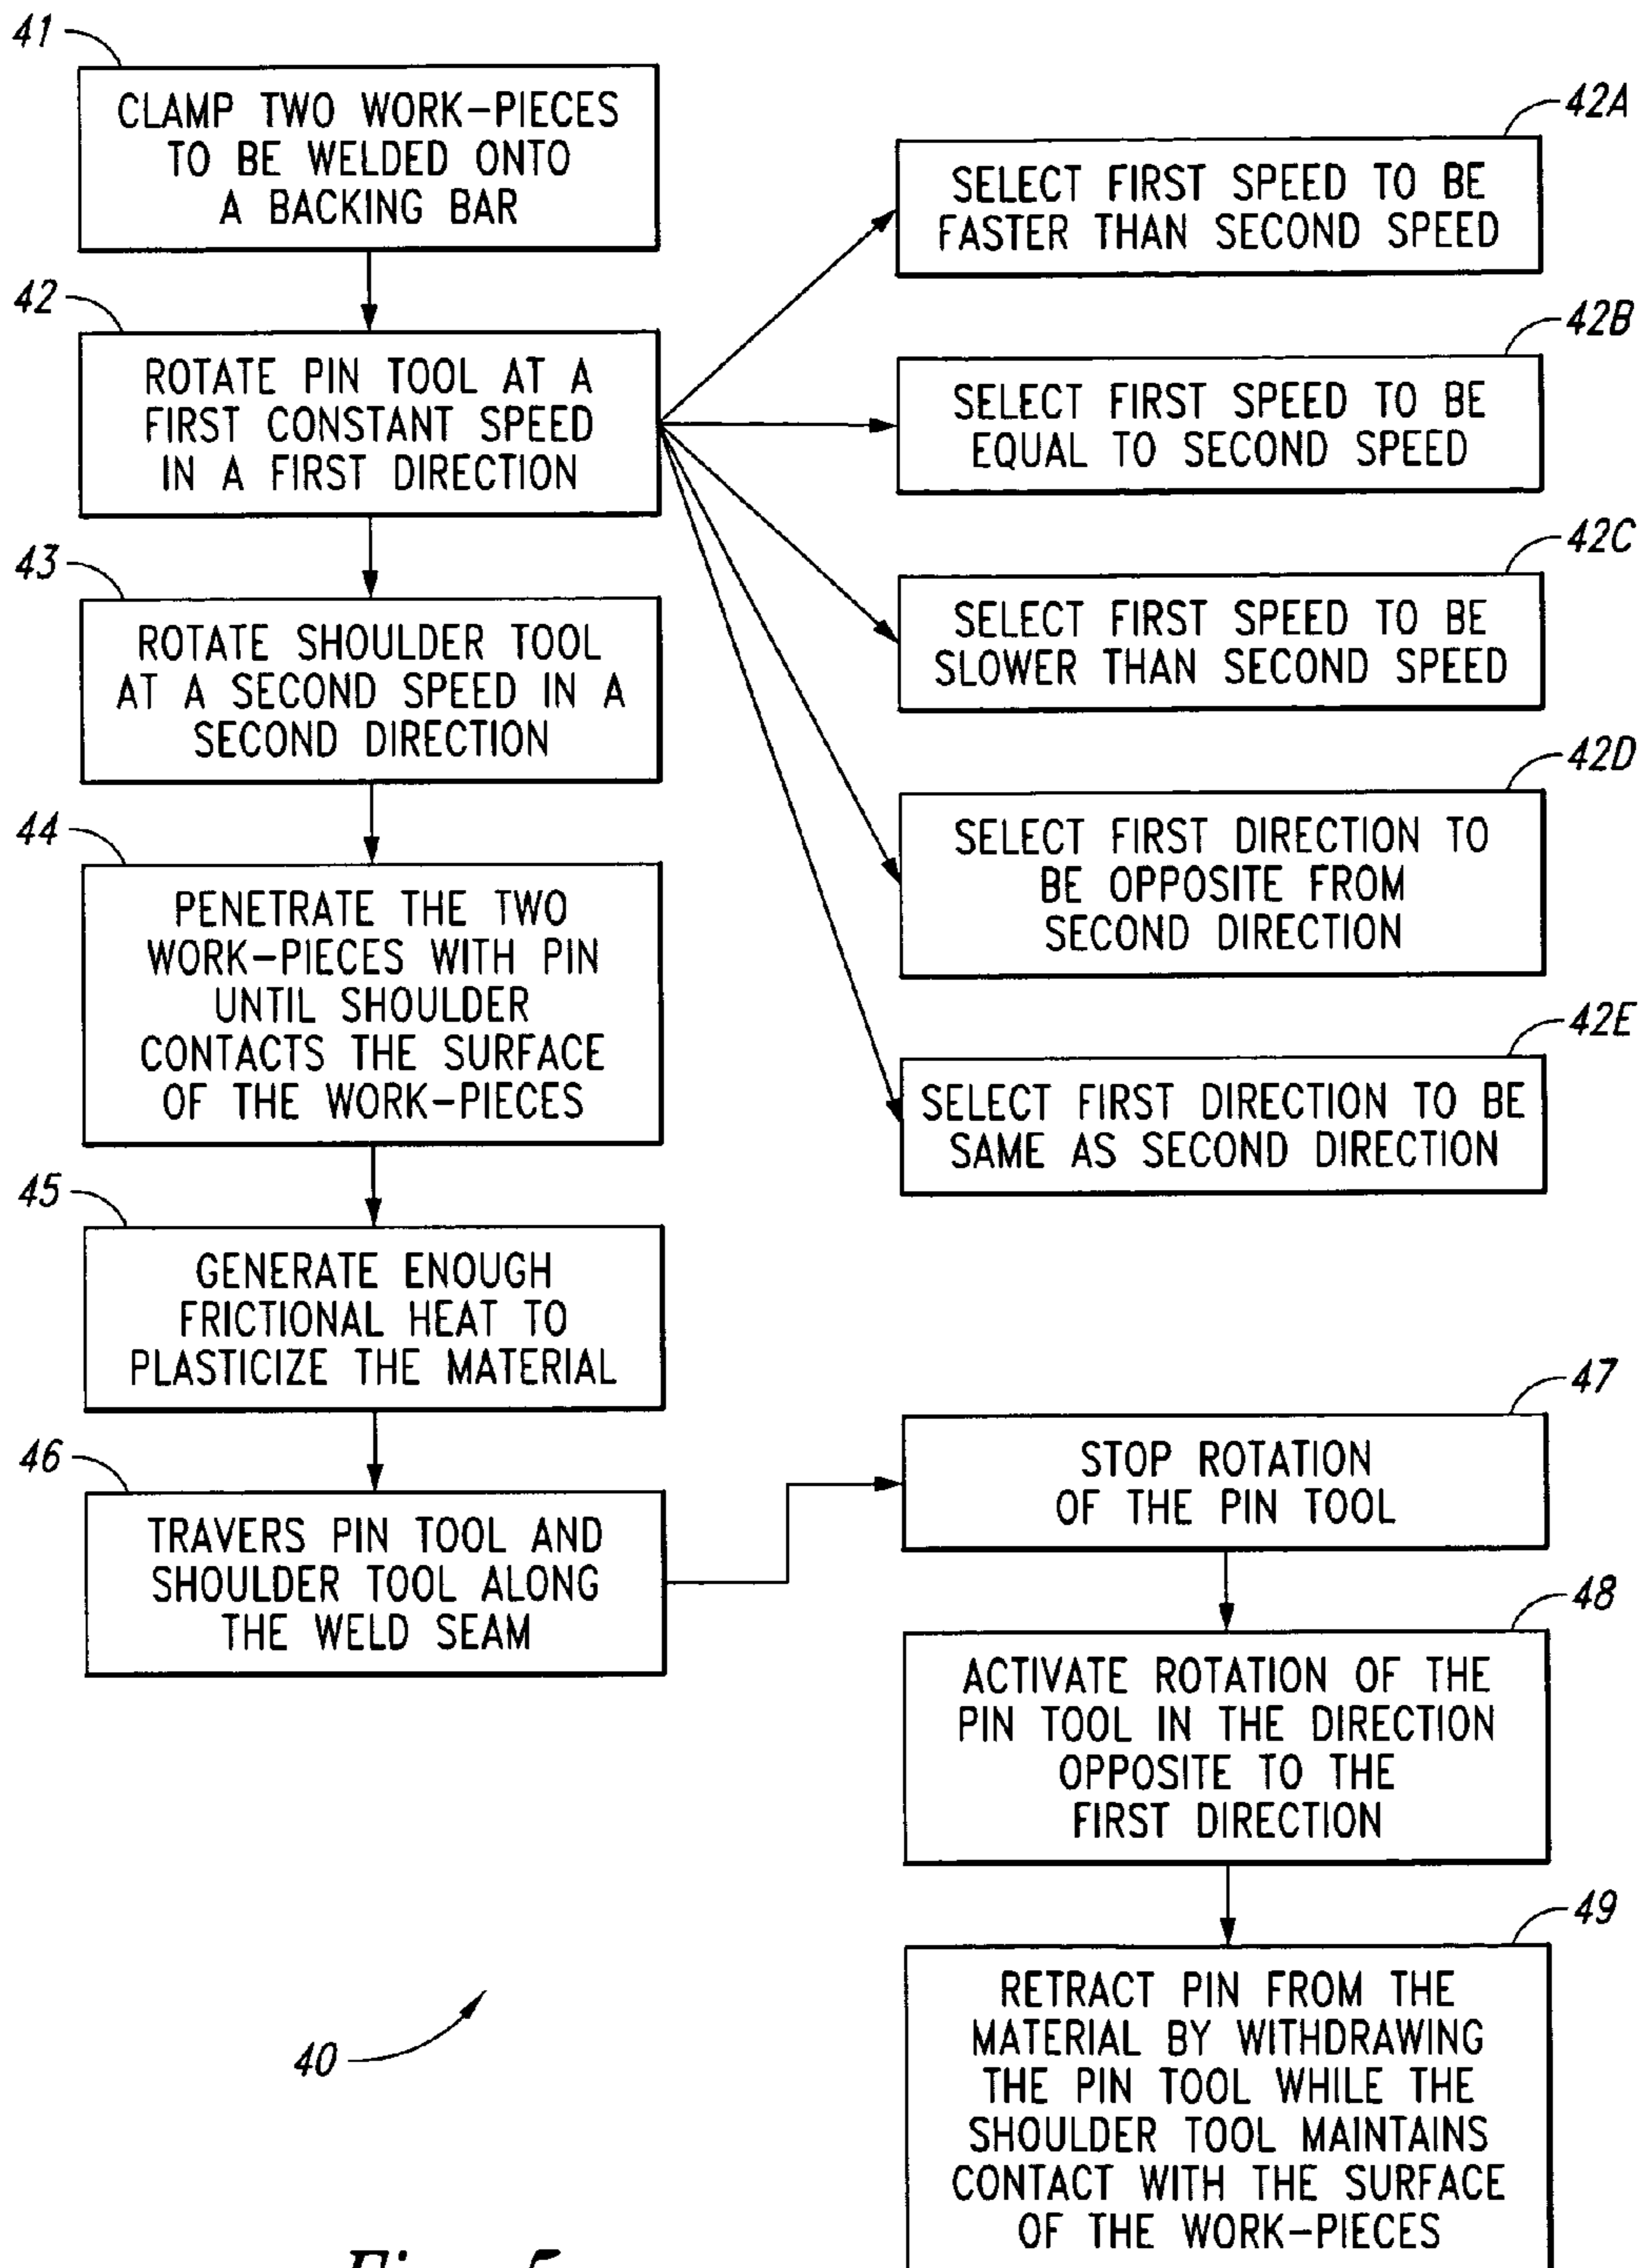 41
CLAMP TWO WORK-PIECES
TO BE WELDED ONTO
A BACKING BAR
42
ROTATE PIN TOOL AT A
FIRST CONSTANT SPEED
IN A FIRST DIRECTION
42A
SELECT FIRST SPEED TO BE
FASTER THAN SECOND SPEED
42B
SELECT FIRST SPEED TO BE
EQUAL TO SECOND SPEED
42C
SELECT FIRST SPEED TO BE
SLOWER THAN SECOND SPEED
42D
SELECT FIRST DIRECTION TO
BE OPPOSITE FROM
SECOND DIRECTION
42E
SELECT FIRST DIRECTION TO BE
SAME AS SECOND DIRECTION
43
ROTATE SHOULDER TOOL
AT A SECOND SPEED IN A
SECOND DIRECTION
44
PENETRATE THE TWO
WORK-PIECES WITH PIN
UNTIL SHOULDER
CONTACTS THE SURFACE
OF THE WORK-PIECES
45
GENERATE ENOUGH
FRICTIONAL HEAT TO
PLASTICIZE THE MATERIAL
46
TRAVERS PIN TOOL AND
SHOULDER TOOL ALONG
THE WELD SEAM
47
STOP ROTATION
OF THE PIN TOOL
48
ACTIVATE ROTATION OF THE
PIN TOOL IN THE DIRECTION
OPPOSITE TO THE
FIRST DIRECTION
49
RETRACT PIN FROM THE
MATERIAL BY WITHDRAWING
THE PIN TOOL WHILE THE
SHOULDER TOOL MAINTAINS
CONTACT WITH THE SURFACE
OF THE WORK-PIECES
40